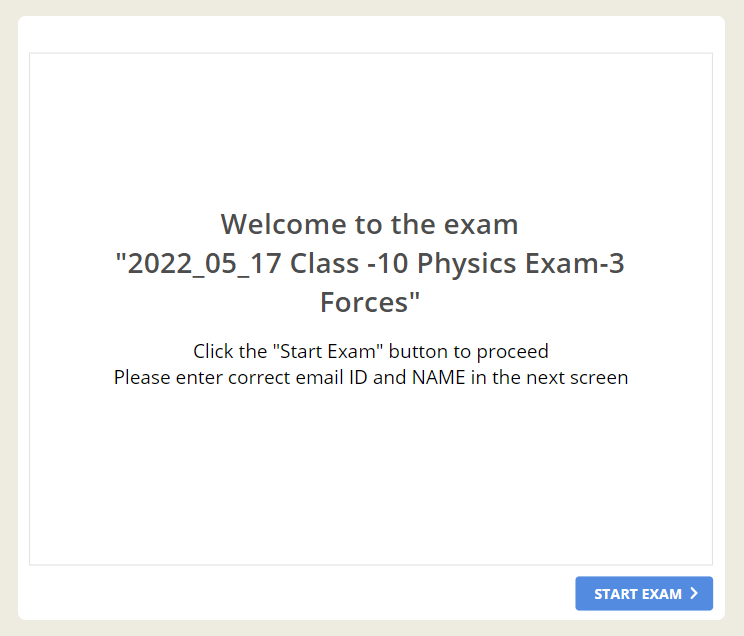 Welcome to the exam
"2022_05_17 Class -10 Physics Exam-3
Forces"
Click the "Start Exam" button to proceed
Please enter correct email ID and NAME in the next screen
START EXAM